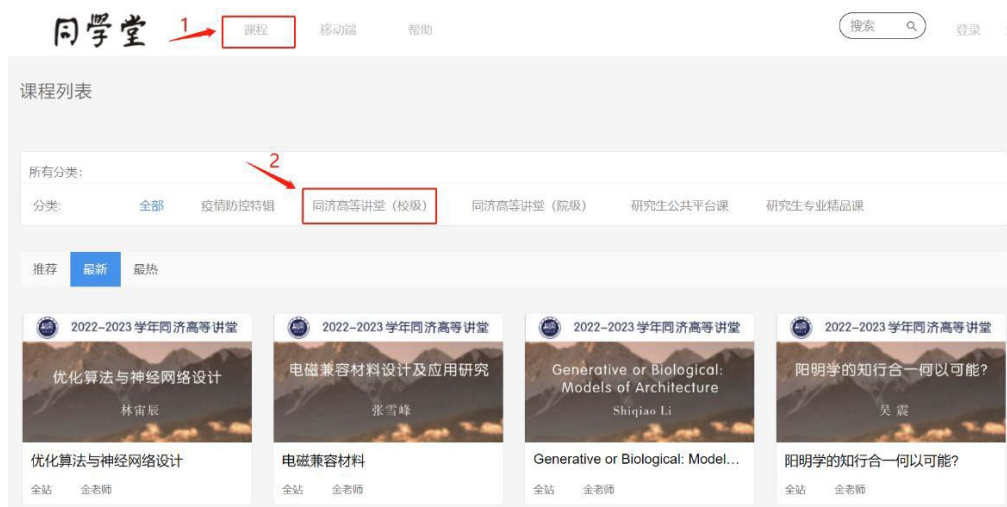 同学堂 1 课程 移动端 帮助 搜索 登录
课程列表
2
所有分类:
分类: 全部 疫情防控特辑 同济高等讲堂（校级） 同济高等讲堂（院级） 研究生公共平台课 研究生专业精品课
推荐 最新 最热
2022-2023学年同济高等讲堂
优化算法与神经网络设计
林宙辰
优化算法与神经网络设计
全站 金老师
2022-2023学年同济高等讲堂
电磁兼容材料设计及应用研究
张雪峰
电磁兼容材料
全站 金老师
2022-2023学年同济高等讲堂
Generative or Biological:
Models of Architecture
Shiqiao Li
Generative or Biological: Model...
全站 金老师
2022-2023学年同济高等讲堂
阳明学的知行合一何以可能?
吴震
阳明学的知行合一何以可能?
全站 金老师